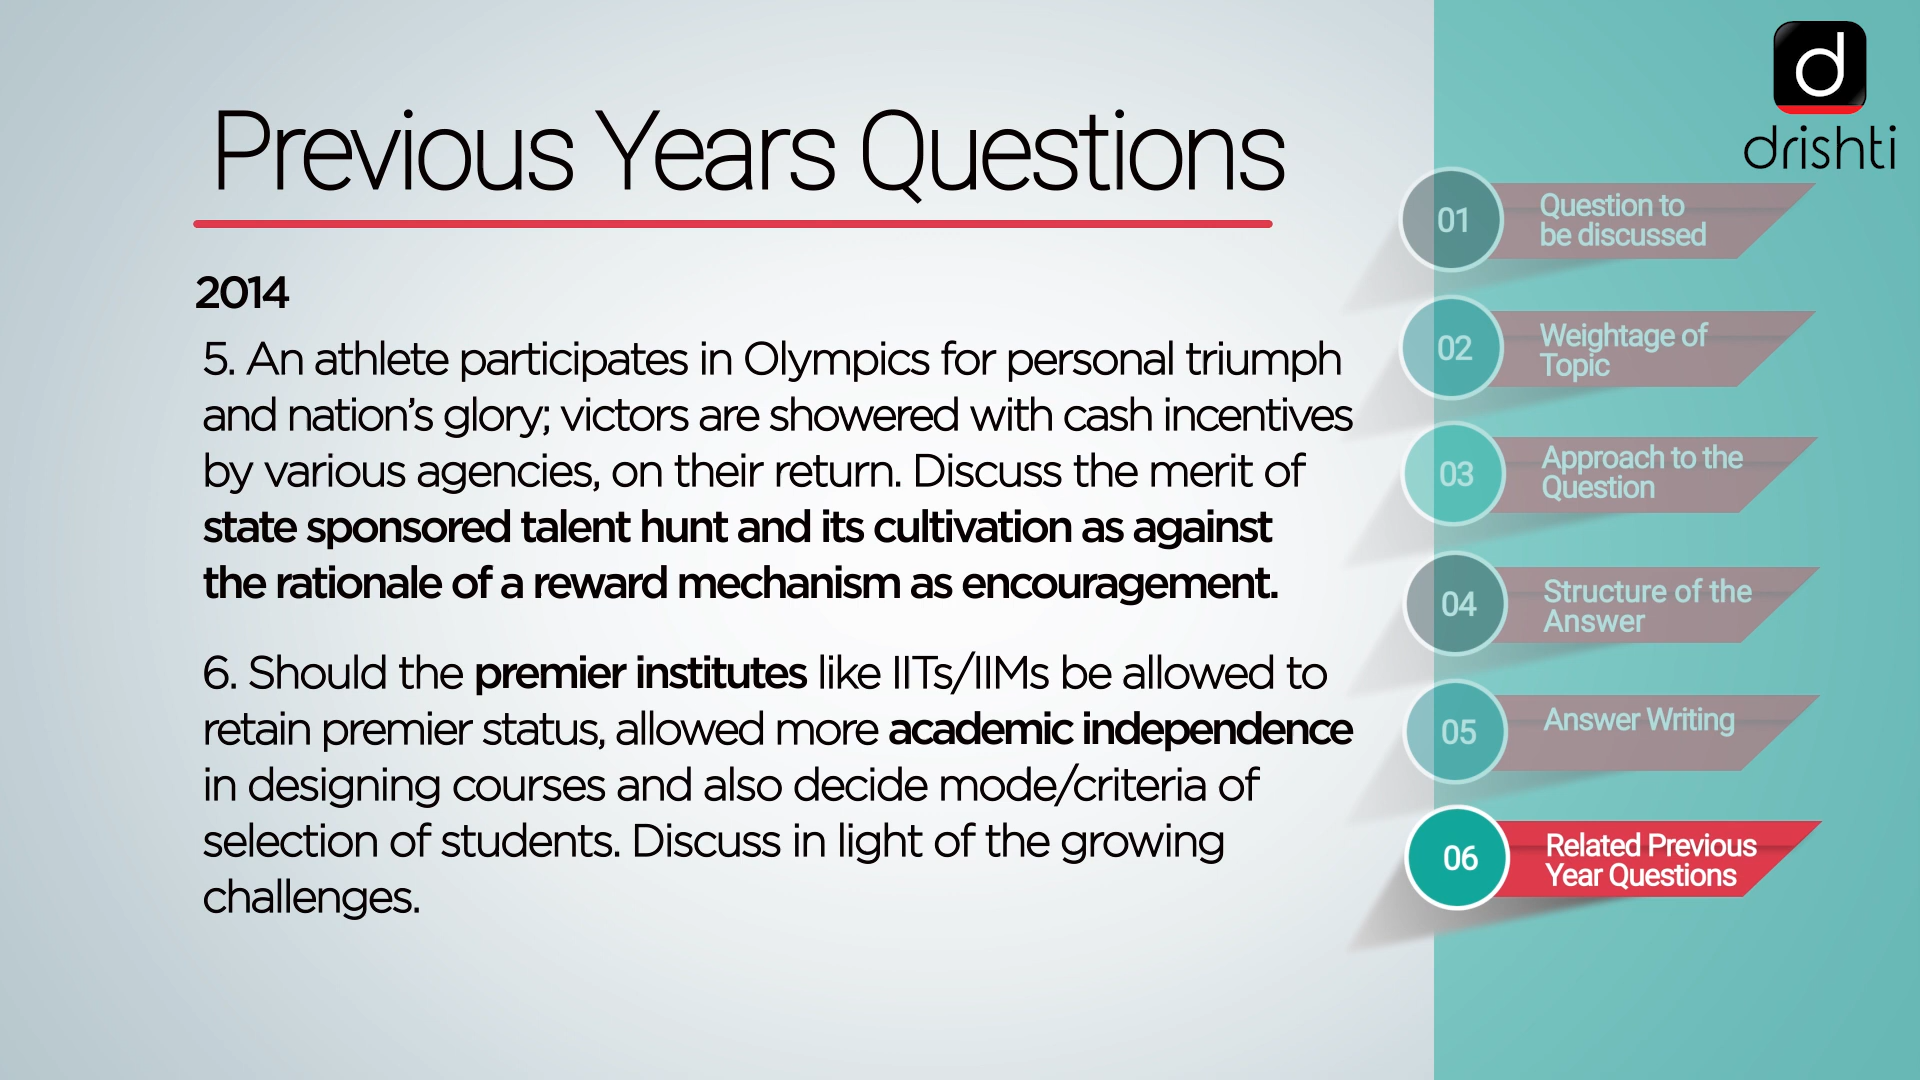 Previous Years Questions
2014
5. An athlete participates in Olympics for personal triumph
and nation’s glory; victors are showered with cash incentives
by various agencies, on their return. Discuss the merit of
state sponsored talent hunt and its cultivation as against
the rationale of a reward mechanism as encouragement.
6. Should the premier institutes like IITs/IIMs be allowed to
retain premier status, allowed more academic independence
in designing courses and also decide mode/criteria of
selection of students. Discuss in light of the growing
challenges.
d
drishti
01
Question to
be discussed
02
Weightage of
Topic
03
Approach to the
Question
04
Structure of the
Answer
05
Answer Writing
06
Related Previous
Year Questions